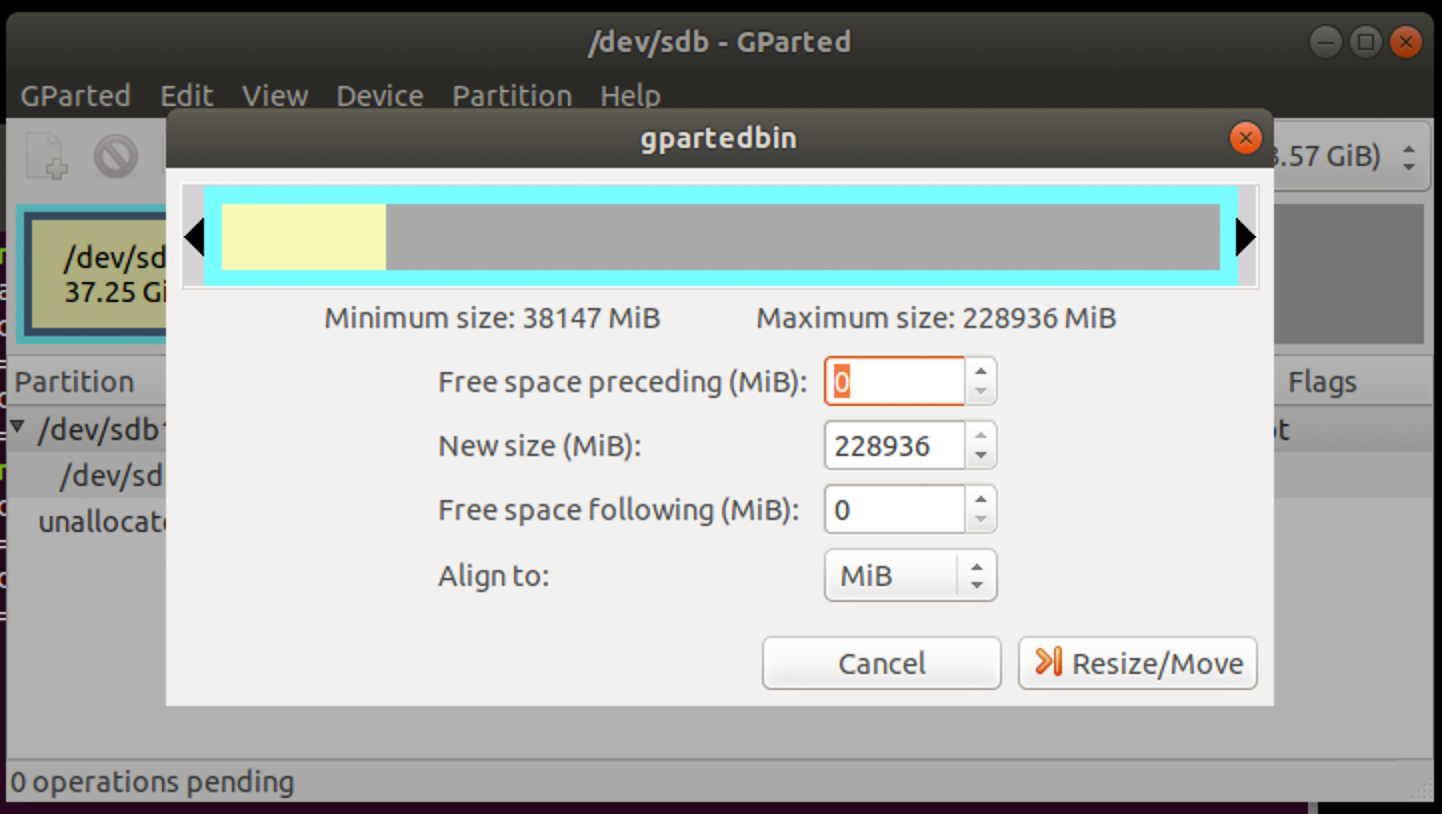 /dev/sdb - GParted
GParted Edit View Device Partition Help
gpartedbin
.57 GiB)
/dev/sd
37.25 Gi
Minimum size: 38147 MiB Maximum size: 228936 MiB
Free space preceding (MiB): 0
Partition
Flags
/dev/sdb
New size (MiB): 228936
/dev/sd
Free space following (MiB): 0
unallocat
Align to: MiB
Cancel Resize/Move
0 operations pending